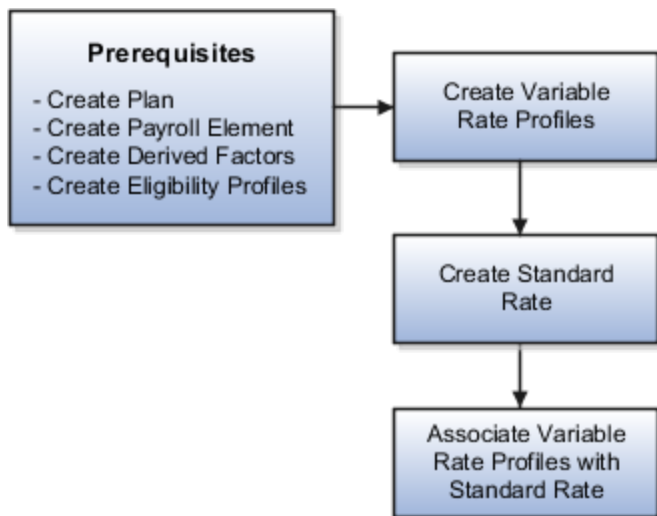 Prerequisites
- Create Plan
- Create Payroll Element
- Create Derived Factors
- Create Eligibility Profiles
Create Variable
Rate Profiles
Create Standard
Rate
Associate Variable
Rate Profiles with
Standard Rate